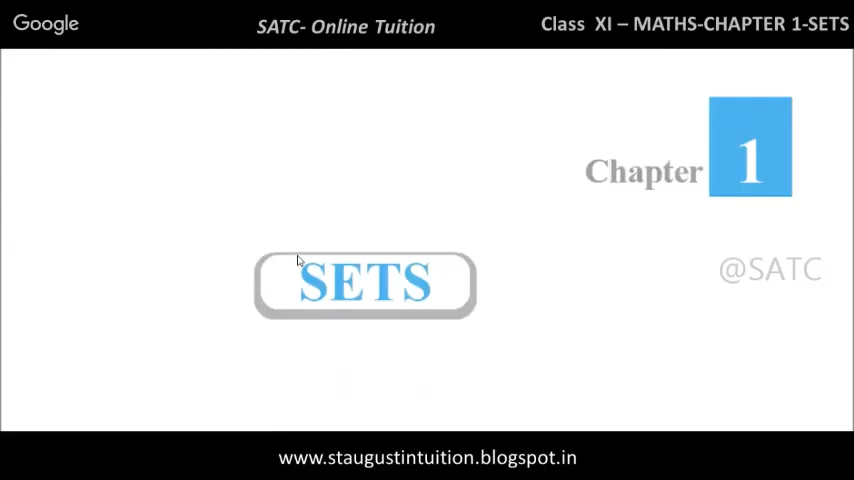 Google
SATC- Online Tuition
Class XI – MATHS-CHAPTER 1-SETS
Chapter 1
SETS
@SATC
www.staugustintuition.blogspot.in